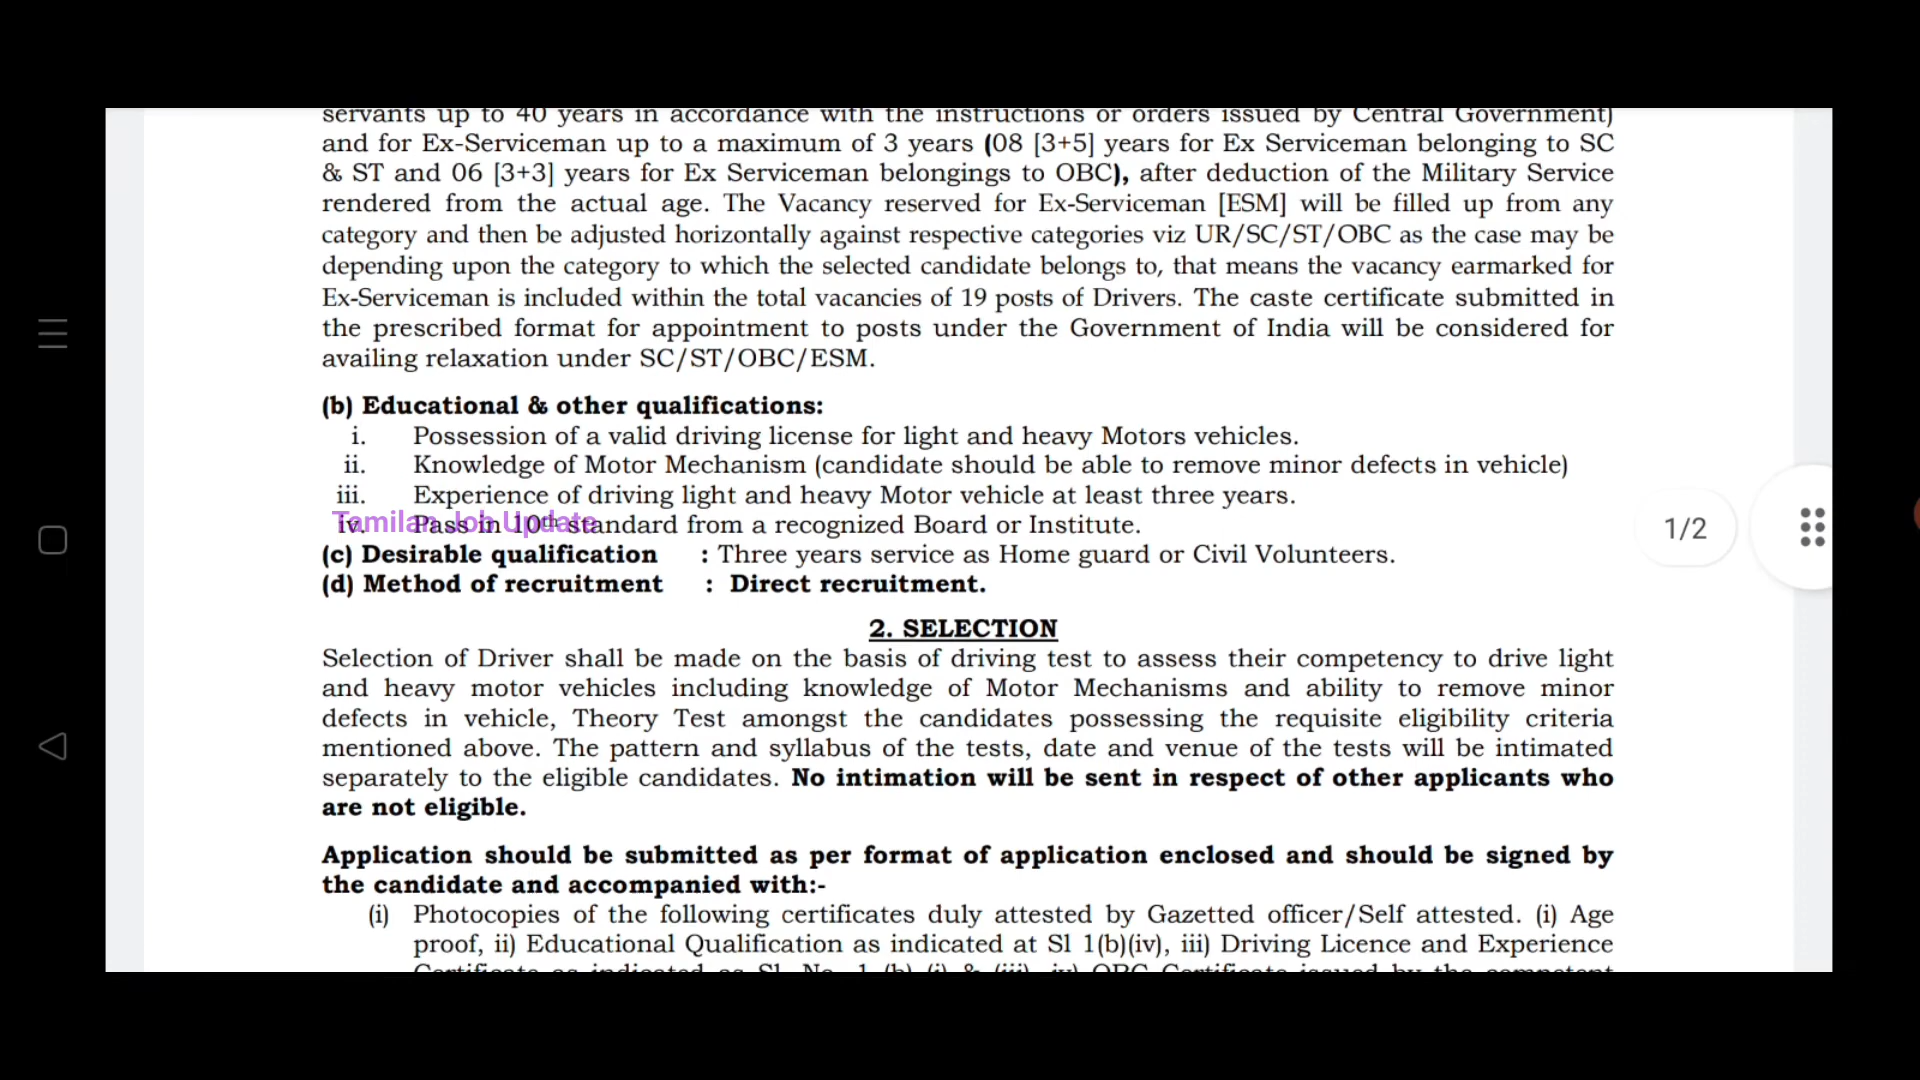 servants up to 40 years in accordance with the instructions or orders issued by Central Government)
and for Ex-Serviceman up to a maximum of 3 years (08 [3+5] years for Ex Serviceman belonging to SC
& ST and 06 [3+3] years for Ex Serviceman belongings to OBC), after deduction of the Military Service
rendered from the actual age. The Vacancy reserved for Ex-Serviceman [ESM] will be filled up from any
category and then be adjusted horizontally against respective categories viz UR/SC/ST/OBC as the case may be
depending upon the category to which the selected candidate belongs to, that means the vacancy earmarked for
Ex-Serviceman is included within the total vacancies of 19 posts of Drivers. The caste certificate submitted in
the prescribed format for appointment to posts under the Government of India will be considered for
availing relaxation under SC/ST/OBC/ESM.
(b) Educational & other qualifications:
i. Possession of a valid driving license for light and heavy Motors vehicles.
ii. Knowledge of Motor Mechanism (candidate should be able to remove minor defects in vehicle)
iii. Experience of driving light and heavy Motor vehicle at least three years.
Tamilan Job Update
iv. Pass in 10th standard from a recognized Board or Institute.
1/2
(c) Desirable qualification : Three years service as Home guard or Civil Volunteers.
(d) Method of recruitment : Direct recruitment.
2. SELECTION
Selection of Driver shall be made on the basis of driving test to assess their competency to drive light
and heavy motor vehicles including knowledge of Motor Mechanisms and ability to remove minor
defects in vehicle, Theory Test amongst the candidates possessing the requisite eligibility criteria
mentioned above. The pattern and syllabus of the tests, date and venue of the tests will be intimated
separately to the eligible candidates. No intimation will be sent in respect of other applicants who
are not eligible.
Application should be submitted as per format of application enclosed and should be signed by
the candidate and accompanied with:-
(i) Photocopies of the following certificates duly attested by Gazetted officer/Self attested. (i) Age
proof, ii) Educational Qualification as indicated at Sl 1(b)(iv), iii) Driving Licence and Experience
Certificate as indicated as Sl. No. 1 (b) (i) & (iii), iv) OBC Certificate issued by the competent